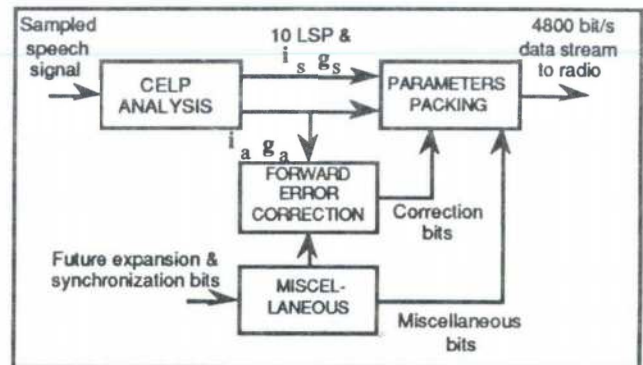 Sampled
speech
signal
10 LSP &
i s g s
4800 bit/s
data stream
to radio
CELP
ANALYSIS
PARAMETERS
PACKING
i a g a
FORWARD
ERROR
CORRECTION
Correction
bits
Future expansion &
synchronization bits
MISCEL-
LANEOUS
Miscellaneous
bits